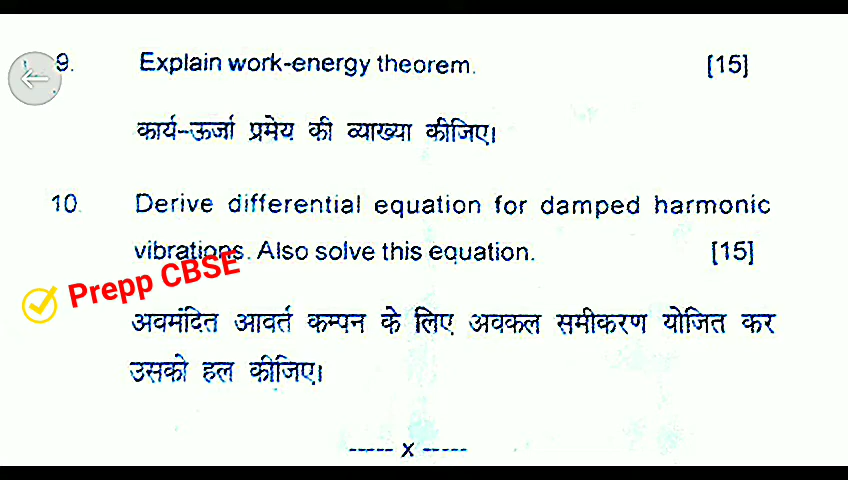 9. Explain work-energy theorem. [15]
कार्य-ऊर्जा प्रमेय की व्याख्या कीजिए।
10. Derive differential equation for damped harmonic
vibrations. Also solve this equation. [15]
Prepp CBSE
अवमंदित आवर्त कम्पन के लिए अवकल समीकरण योजित कर
उसको हल कीजिए।
----- x -----